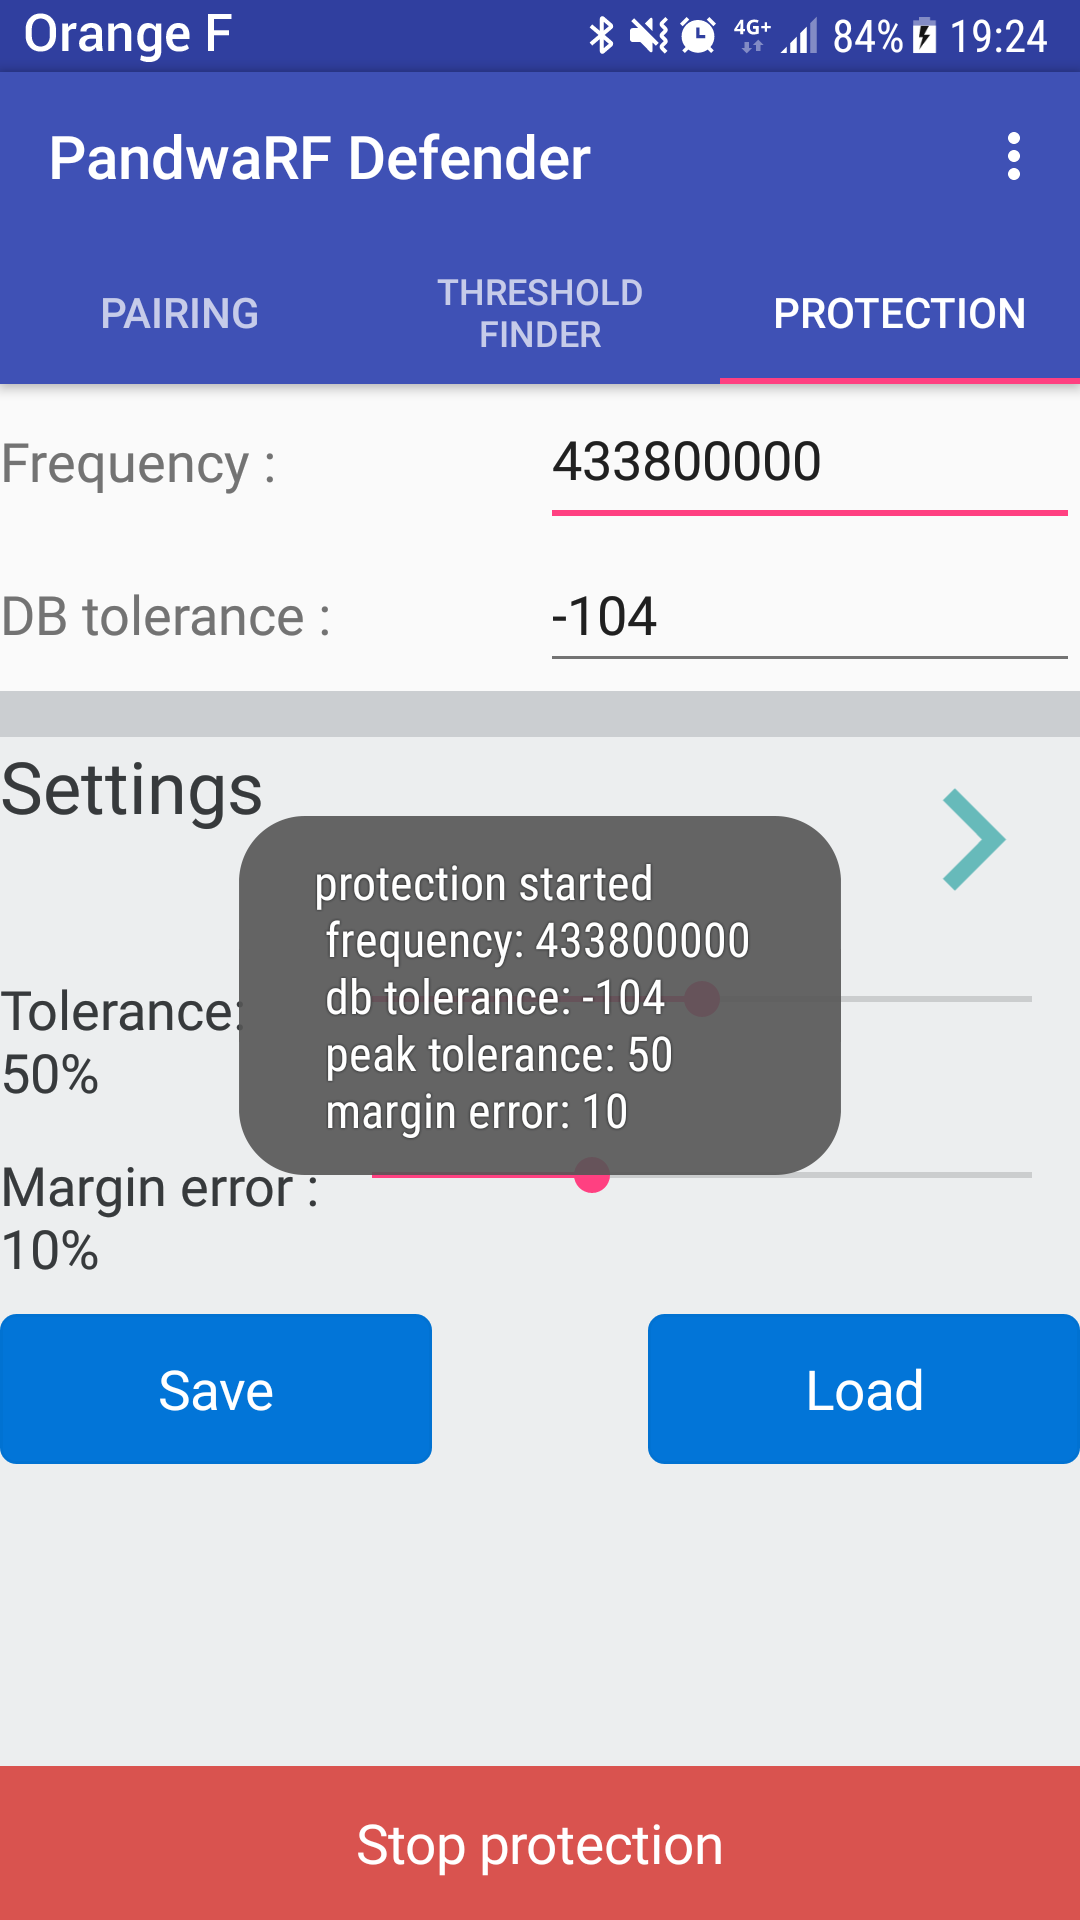 Orange F 4G+ 84% 19:24
PandwaRF Defender
PAIRING
THRESHOLD
FINDER
PROTECTION
Frequency : 433800000
DB tolerance : -104
Settings
protection started
frequency: 433800000
db tolerance: -104
peak tolerance: 50
margin error: 10
Tolerance:
50%
Margin error :
10%
Save
Load
Stop protection